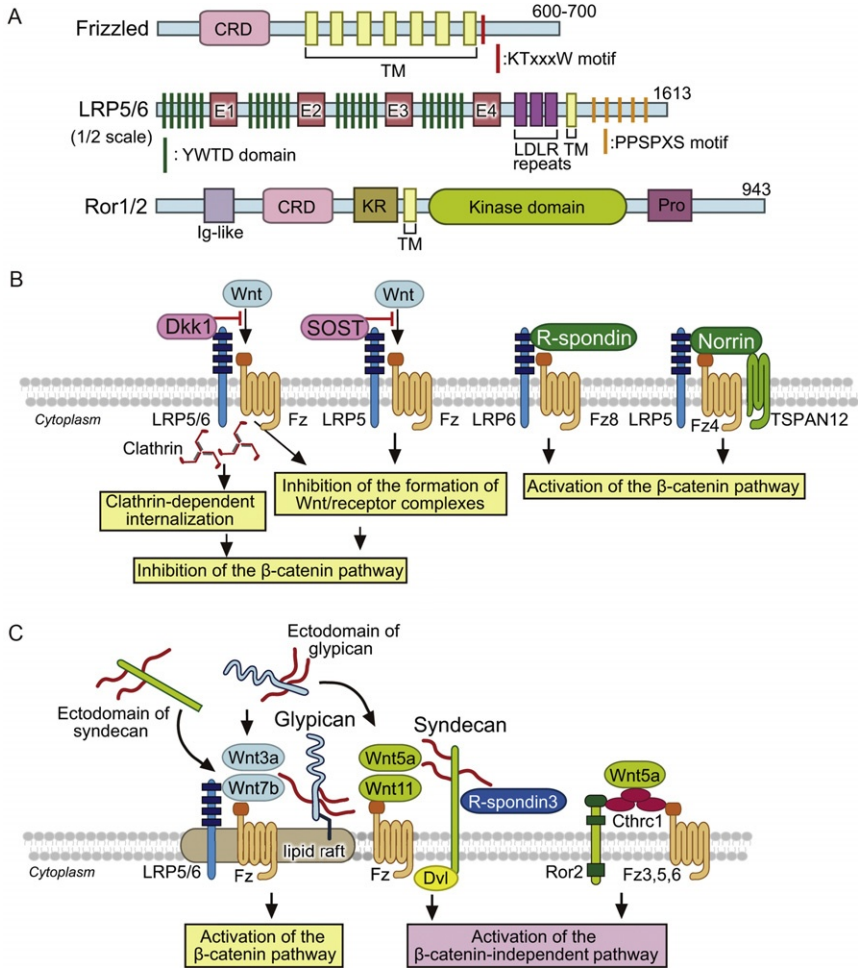 A
Frizzled
CRD
600-700
TM
:KTxxxW motif
LRP5/6
(1/2 scale)
E1
E2
E3
E4
1613
: YWTD domain
LDLR
repeats
TM
:PPSPXS motif
Ror1/2
Ig-like
CRD
KR
TM
Kinase domain
Pro
943
B
Wnt
Dkk1
Wnt
SOST
R-spondin
Norrin
Cytoplasm
LRP5/6
Fz
LRP5
Fz
LRP6
Fz8
LRP5
Fz4
TSPAN12
Clathrin
Clathrin-dependent
internalization
Inhibition of the formation of
Wnt/receptor complexes
Activation of the β-catenin pathway
Inhibition of the β-catenin pathway
C
Ectodomain of
glypican
Ectodomain of
syndecan
Glypican
Syndecan
Wnt3a
Wnt7b
Wnt5a
Wnt11
R-spondin3
Wnt5a
Cthrc1
Cytoplasm
LRP5/6
Fz
lipid raft
Fz
Dvl
Ror2
Fz3,5,6
Activation of the
β-catenin pathway
Activation of the
β-catenin-independent pathway